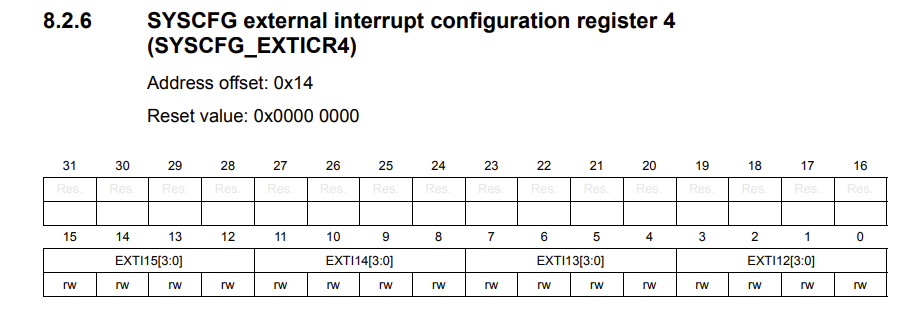 8.2.6 SYSCFG external interrupt configuration register 4
(SYSCFG_EXTICR4)
Address offset: 0x14
Reset value: 0x0000 0000
31 30 29 28 27 26 25 24 23 22 21 20 19 18 17 16
Res. Res. Res. Res. Res. Res. Res. Res. Res. Res. Res. Res. Res. Res. Res. Res.
15 14 13 12 11 10 9 8 7 6 5 4 3 2 1 0
EXTI15[3:0] EXTI14[3:0] EXTI13[3:0] EXTI12[3:0]
rw rw rw rw rw rw rw rw rw rw rw rw rw rw rw rw